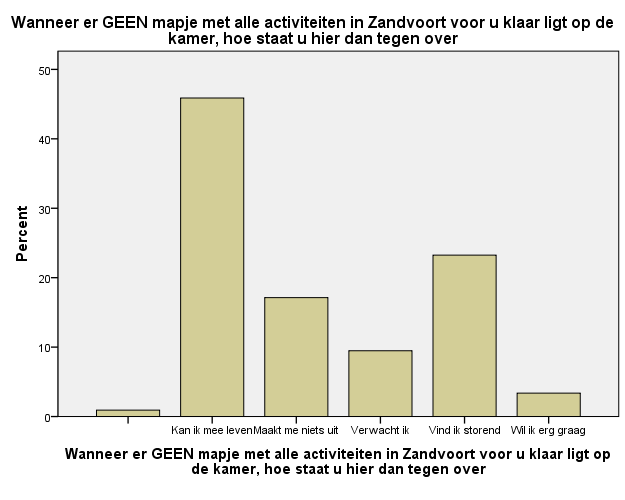 Wanneer er GEEN mapje met alle activiteiten in Zandvoort voor u klaar ligt op de
kamer, hoe staat u hier dan tegen over
50
40
30
20
10
0
Percent
Kan ik mee leven
Maakt me niets uit
Verwacht ik
Vind ik storend
Wil ik erg graag
Wanneer er GEEN mapje met alle activiteiten in Zandvoort voor u klaar ligt op
de kamer, hoe staat u hier dan tegen over